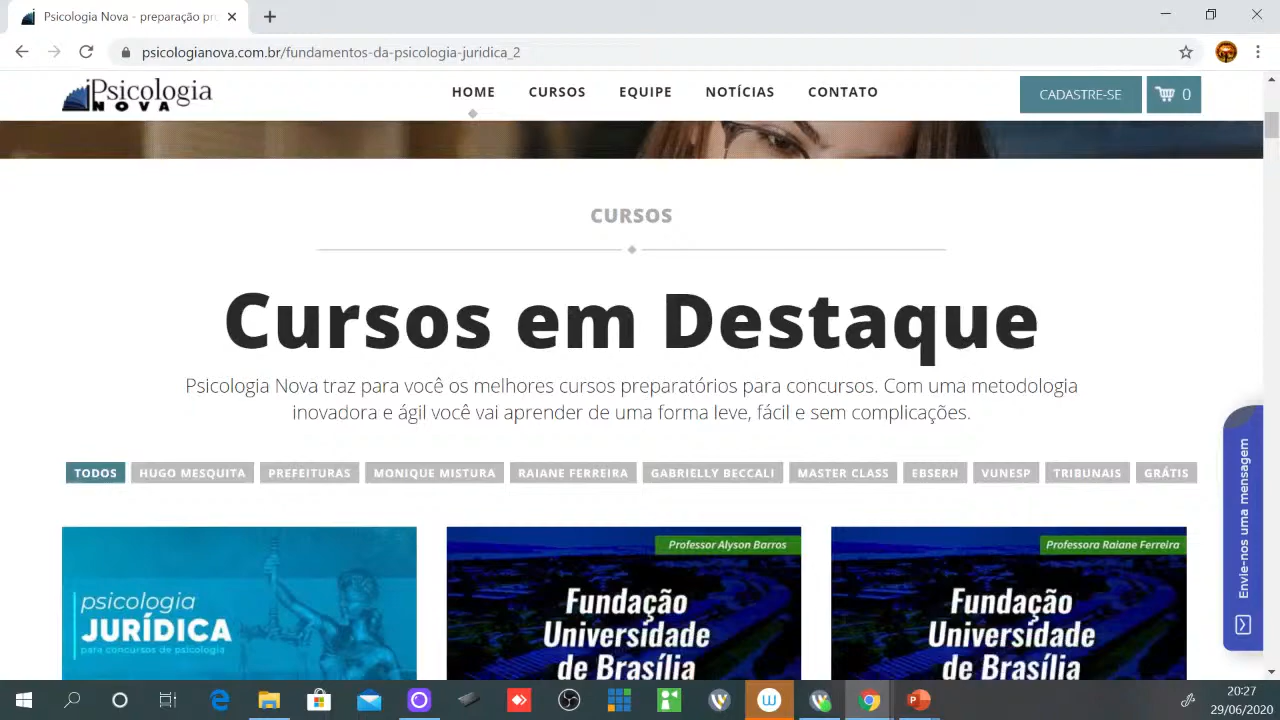 Psicologia Nova - preparação pr
psicologianova.com.br/fundamentos-da-psicologia-juridica_2
Psicologia
NOVA
HOME
CURSOS
EQUIPE
NOTÍCIAS
CONTATO
CADASTRE-SE
0
CURSOS
Cursos em Destaque
Psicologia Nova traz para você os melhores cursos preparatórios para concursos. Com uma metodologia
inovadora e ágil você vai aprender de uma forma leve, fácil e sem complicações.
TODOS
HUGO MESQUITA
PREFEITURAS
MONIQUE MISTURA
RAIANE FERREIRA
GABRIELLY BECCALI
MASTER CLASS
EBSERH
VUNESP
TRIBUNAIS
GRÁTIS
psicologia
JURÍDICA
para concursos de psicologia
Professor Alyson Barros
Fundação
Universidade
de Brasília
Professora Raiane Ferreira
Fundação
Universidade
de Brasília
Envie-nos uma mensagem
20:27
29/06/2020